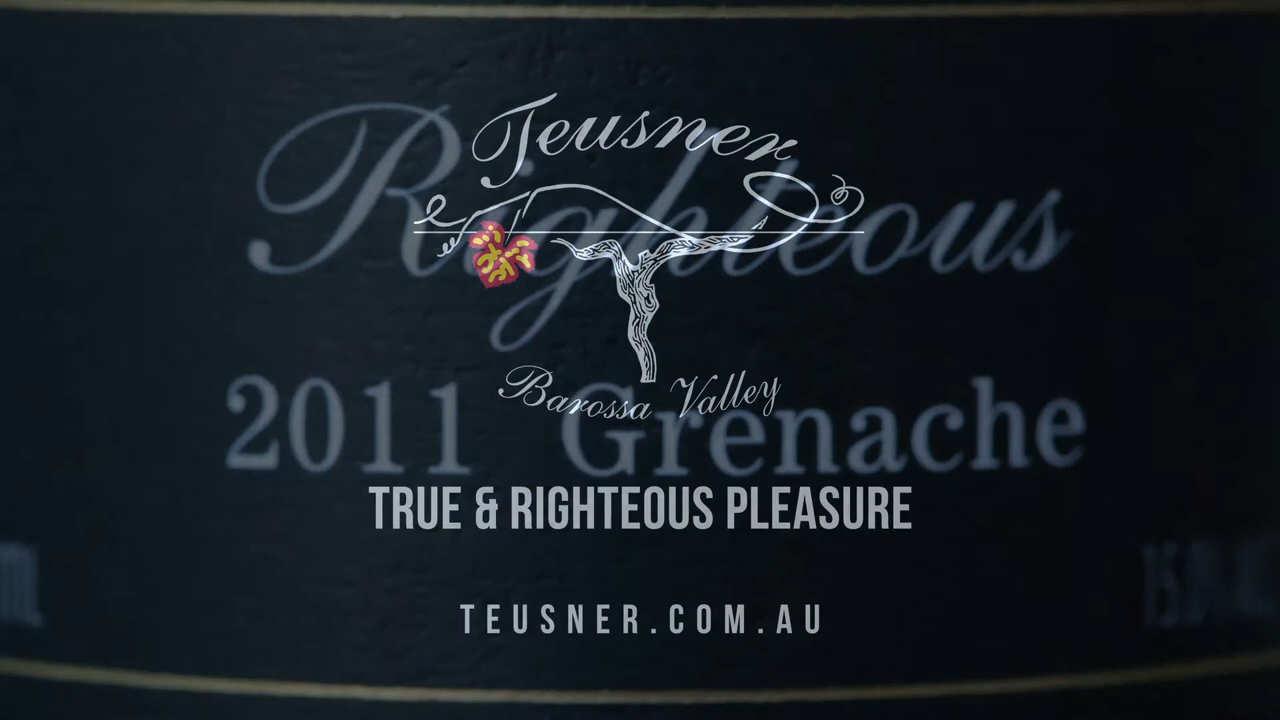 Teusner
Righteous
Barossa Valley
2011 Grenache
TRUE & RIGHTEOUS PLEASURE
TEUSNER.COM.AU